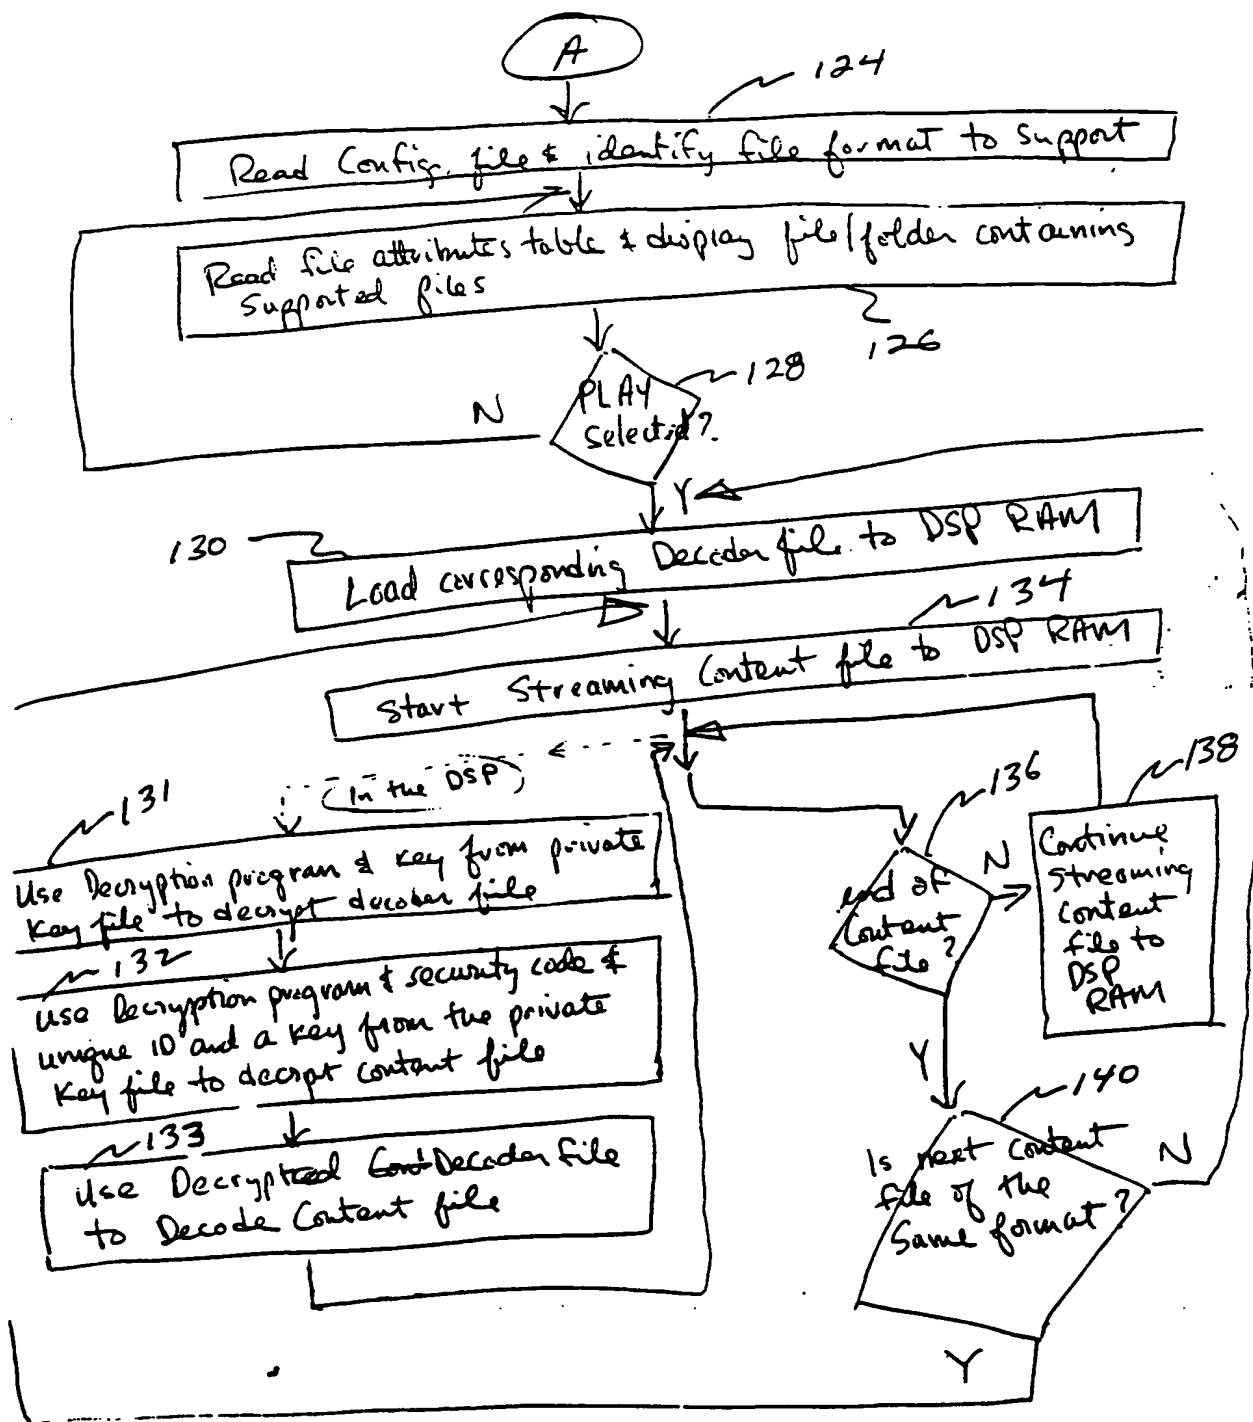 A
124
Read Config. file & identify file format to support
Read file attributes table & display file/folder containing
supported files
126
128
PLAY
selected?
N
Y
130
Load corresponding Decoder file to DSP RAM
134
Start Streaming Content file to DSP RAM
(In the DSP)
131
Use Decryption program & key from private
key file to decrypt decoder file
132
Use Decryption program & security code &
unique ID and a key from the private
key file to decrypt content file
133
Use Decrypted Decoder file
to Decode Content file
136
end of
Content
file?
N
Y
138
Continue
streaming
content
file to
DSP
RAM
140
Is next content
file of the
same format?
N
Y